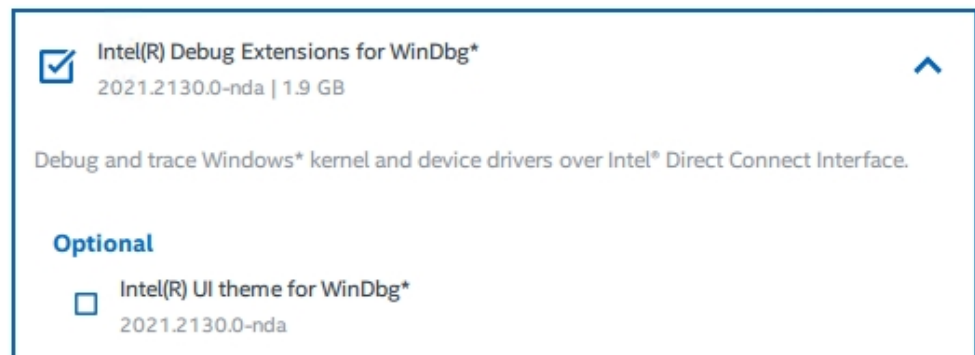 Intel(R) Debug Extensions for WinDbg*
2021.2130.0-nda | 1.9 GB
Debug and trace Windows* kernel and device drivers over Intel® Direct Connect Interface.
Optional
Intel(R) UI theme for WinDbg*
2021.2130.0-nda